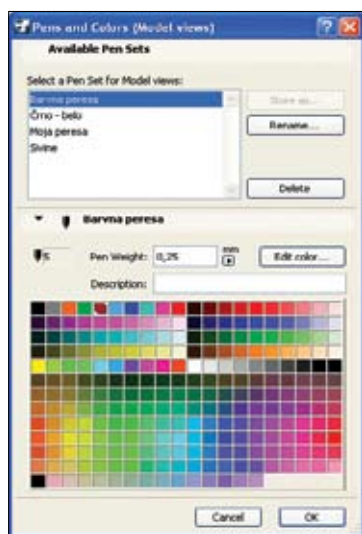 Pens and Colors (Model views)
Available Pen Sets
Select a Pen Set for Model views:
Barvna peresa
Črno - belo
Moja peresa
Sivine
Store as...
Rename...
Delete
Barvna peresa
5
Pen Weight: 0,25 mm
Edit color...
Description:
Cancel
OK